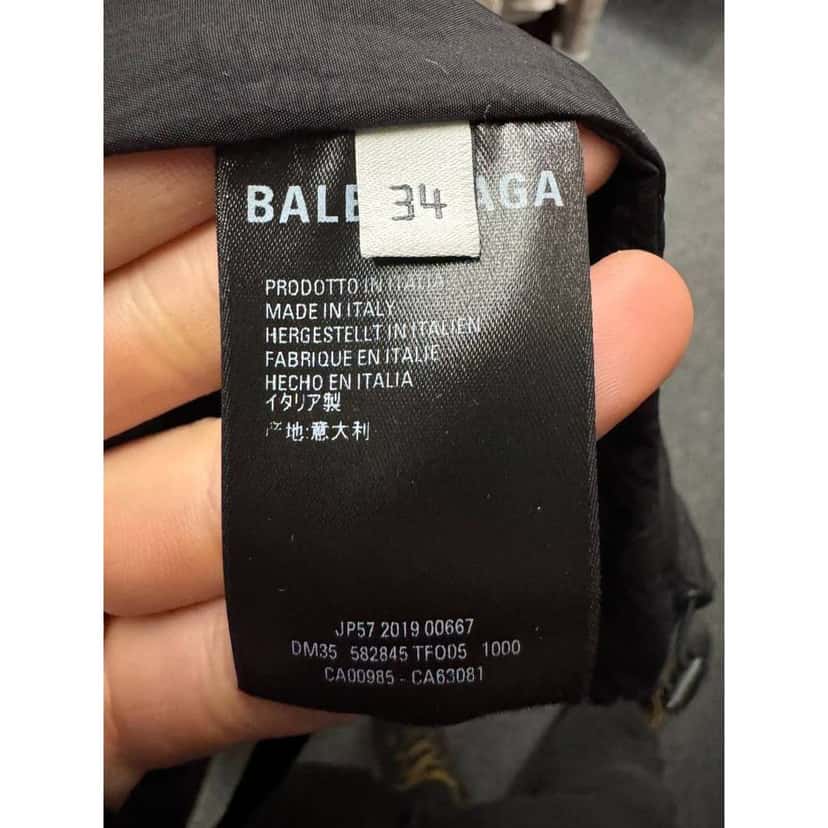 BALE AGA
34
PRODOTTO IN ITALIA
MADE IN ITALY
HERGESTELLT IN ITALIEN
FABRIQUE EN ITALIE
HECHO EN ITALIA
イタリア製
产地:意大利
JP57 2019 00667
DM35 582845 TFO05 1000
CA00985 - CA63081